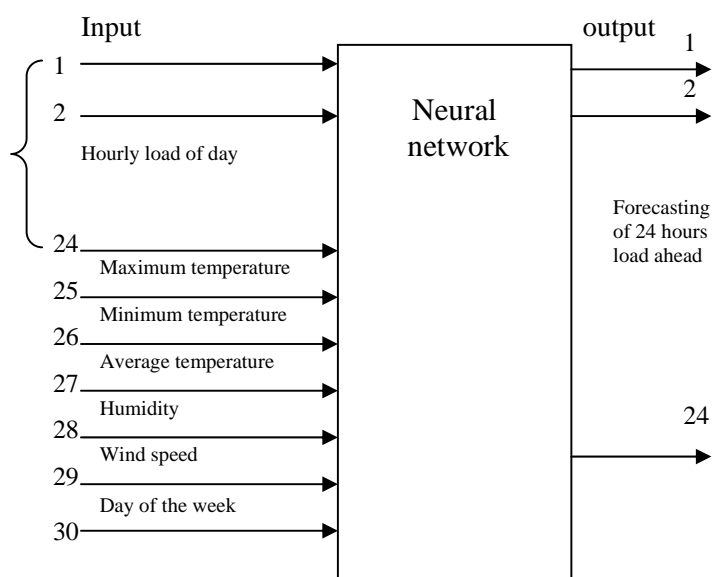 Input
output
1
1
2
2
Neural
network
Hourly load of day
Forecasting
of 24 hours
load ahead
24
Maximum temperature
25
Minimum temperature
26
Average temperature
27
Humidity
24
28
Wind speed
29
Day of the week
30